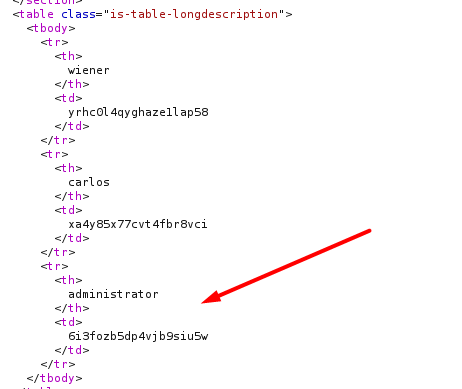 </section>
<table class="is-table-longdescription">
<tbody>
<tr>
<th>
wiener
</th>
<td>
yrhc0l4qyghaze1lap58
</td>
</tr>
<tr>
<th>
carlos
</th>
<td>
xa4y85x77cvt4fbr8vci
</td>
</tr>
<tr>
<th>
administrator
</th>
<td>
6i3fozb5dp4vjb9siu5w
</td>
</tr>
</tbody>
</table>